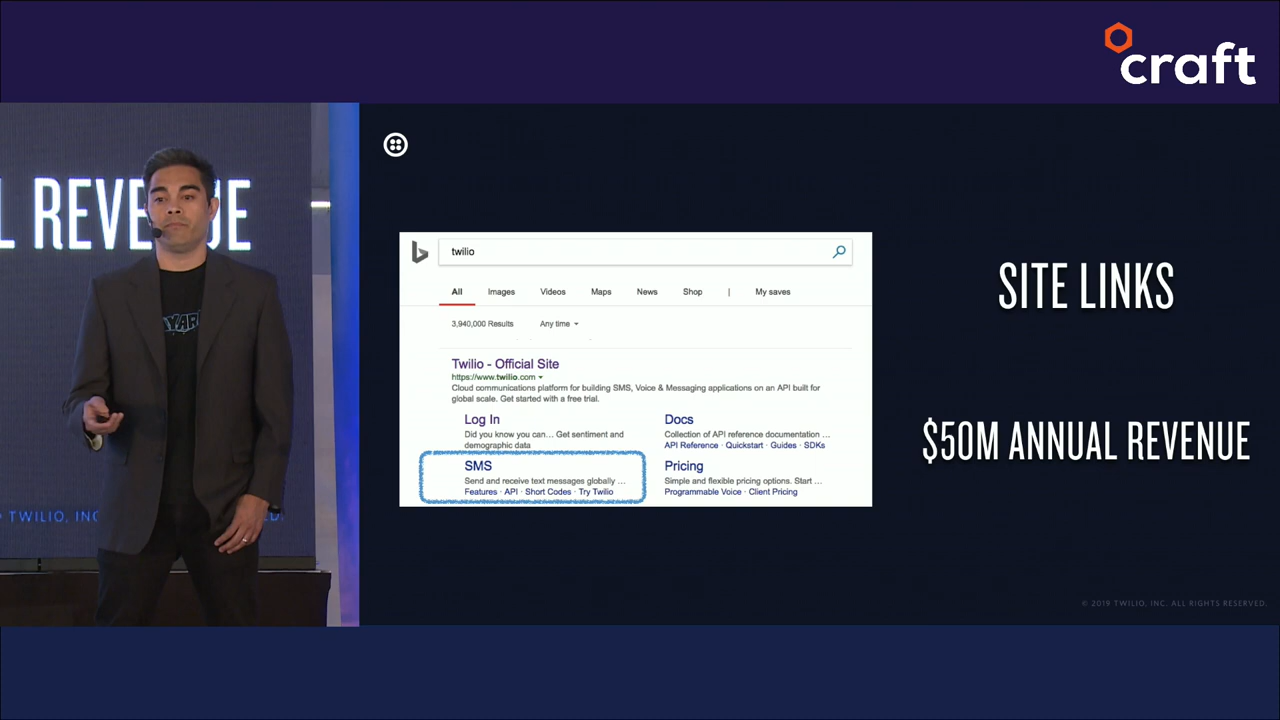 craft
L REVENUE
TWILIO, INC
SITE LINKS
$50M ANNUAL REVENUE
twilio
All Images Videos Maps News Shop | My saves
3,940,000 Results Any time
Twilio - Official Site
https://www.twilio.com
Cloud communications platform for building SMS, Voice & Messaging applications on an API built for
global scale. Get started with a free trial.
Log In
Did you know you can... Get sentiment and
demographic data
SMS
Send and receive text messages globally ...
Features · API · Short Codes · Try Twilio
Docs
Collection of API reference documentation ...
API Reference · Quickstart · Guides · SDKs
Pricing
Simple and flexible pricing options. Start ...
Programmable Voice · Client Pricing
© 2019 TWILIO, INC. ALL RIGHTS RESERVED.